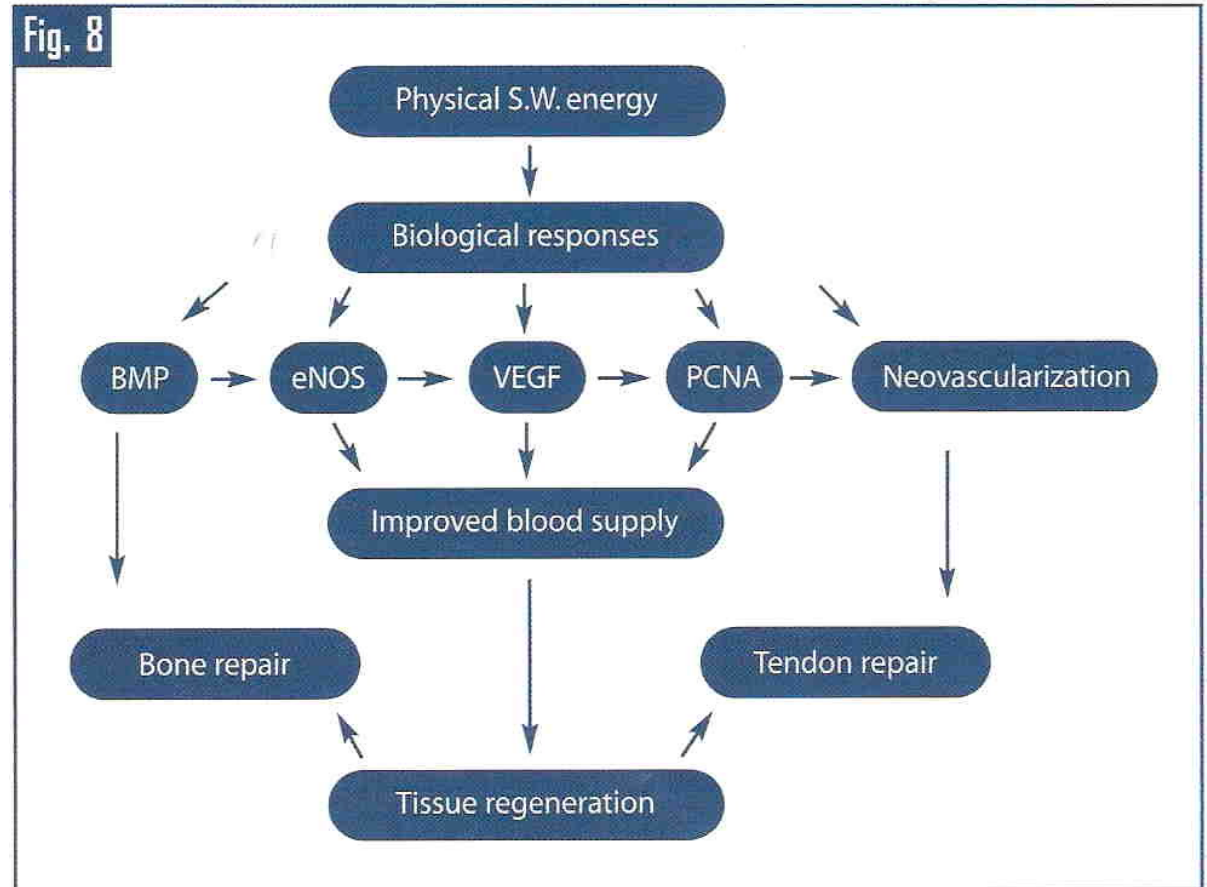 Fig. 8
Physical S.W. energy
Biological responses
BMP
eNOS
VEGF
PCNA
Neovascularization
Improved blood supply
Bone repair
Tendon repair
Tissue regeneration